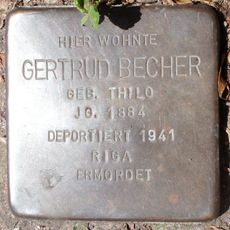 HIER WOHNTE
GERTRUD BECHER
GEB. THILO
JG. 1884
DEPORTIERT 1941
RIGA
ERMORDET